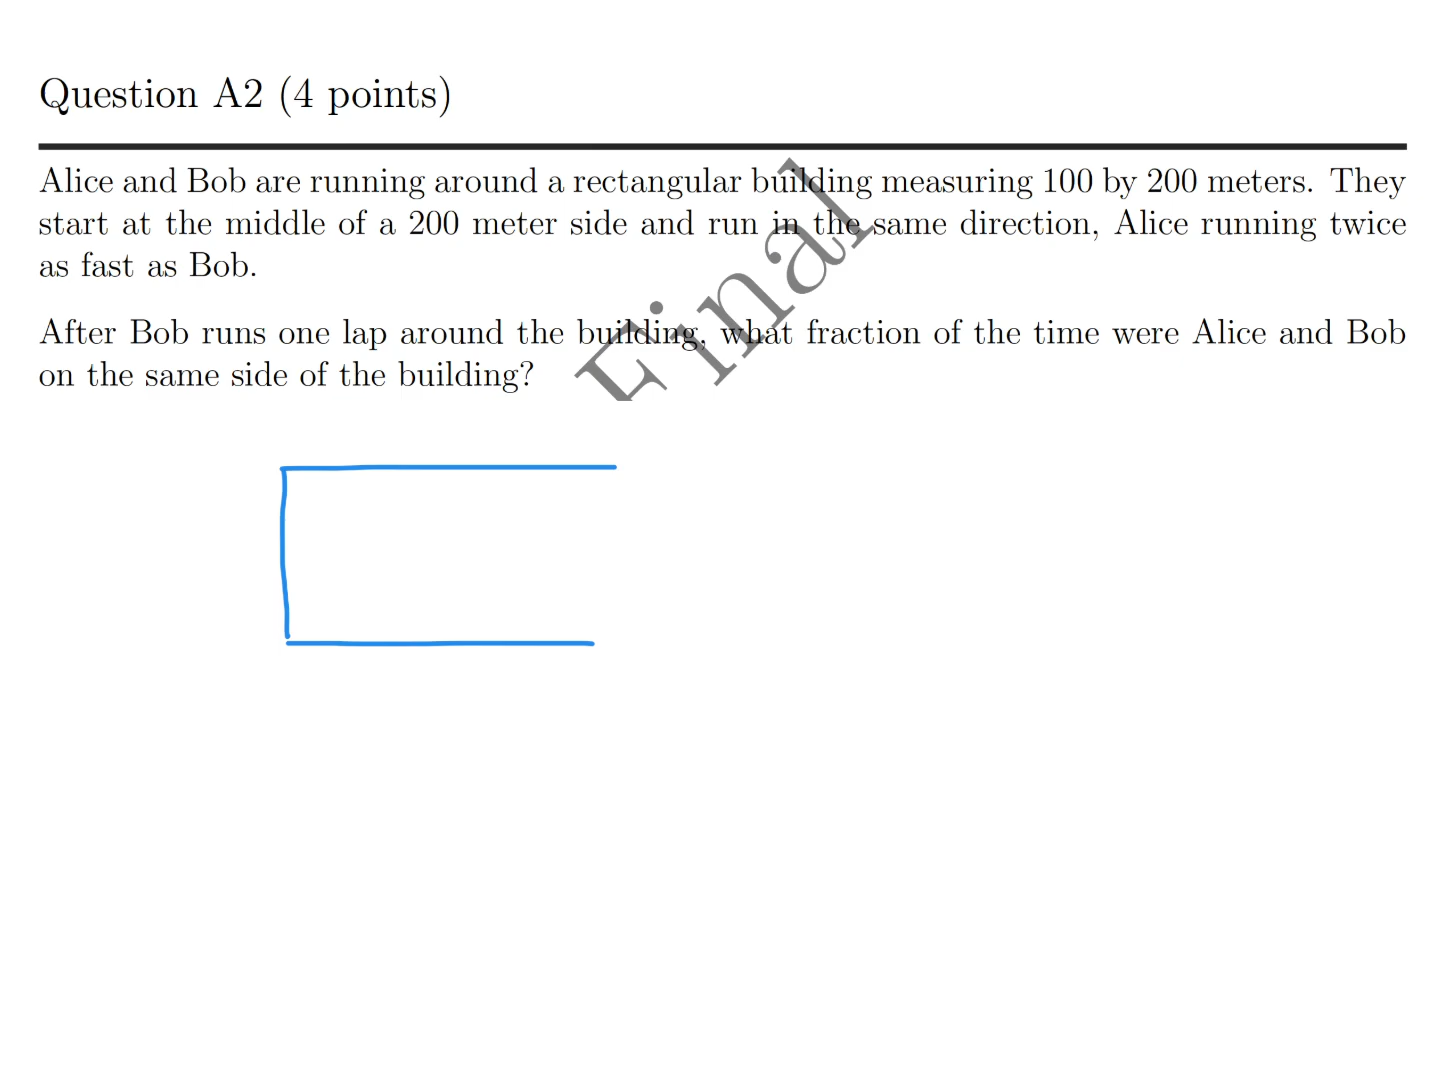 Question A2 (4 points)
Alice and Bob are running around a rectangular building measuring 100 by 200 meters. They
start at the middle of a 200 meter side and run in the same direction, Alice running twice
as fast as Bob.
After Bob runs one lap around the building, what fraction of the time were Alice and Bob
on the same side of the building?
Final